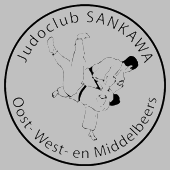 Judoclub SANKAWA
Oost- West- en Middelbeers